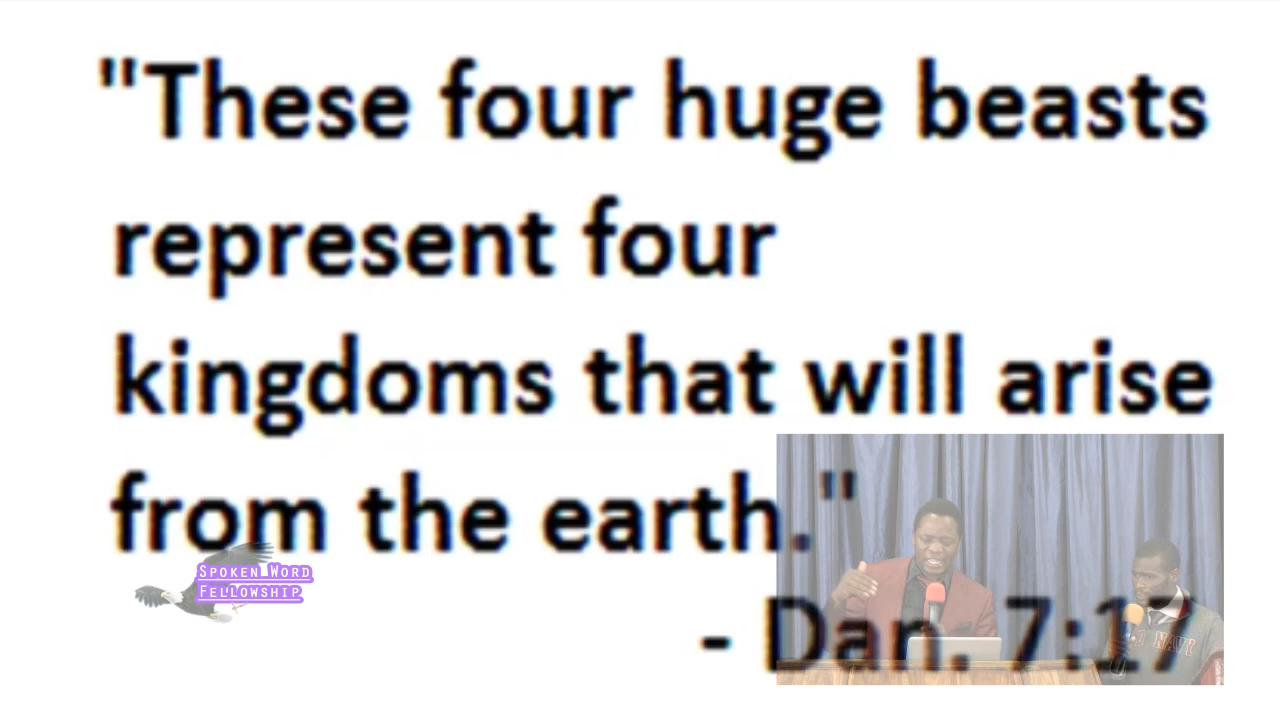 "These four huge beasts
represent four
kingdoms that will arise
from the earth."
- Dan. 7:17
SPOKEN WORD
FELLOWSHIP
NAVY